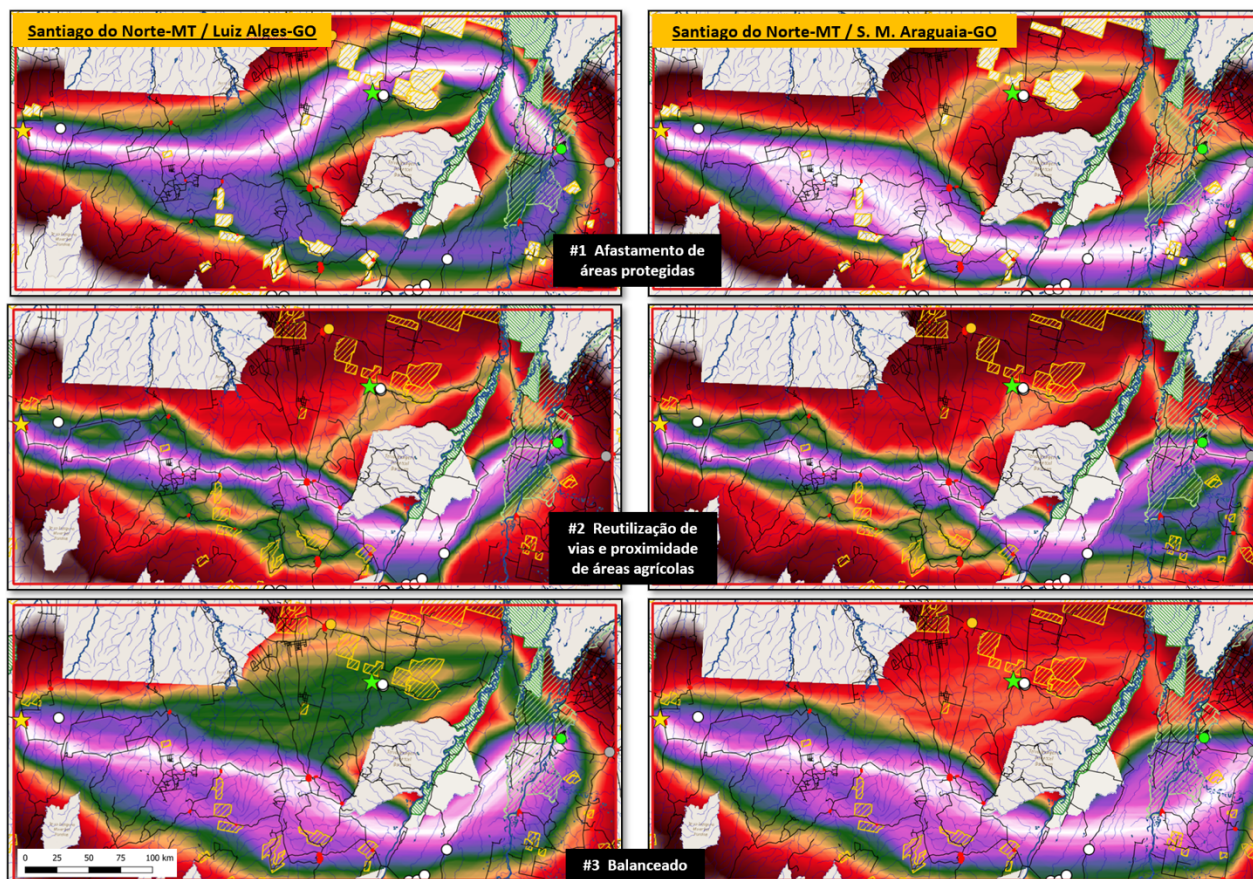 Santiago do Norte-MT / Luiz Alges-GO
Santiago do Norte-MT / S. M. Araguaia-GO
#1 Afastamento de
áreas protegidas
#2 Reutilização de
vias e proximidade
de áreas agrícolas
#3 Balanceado
0 25 50 75 100 km